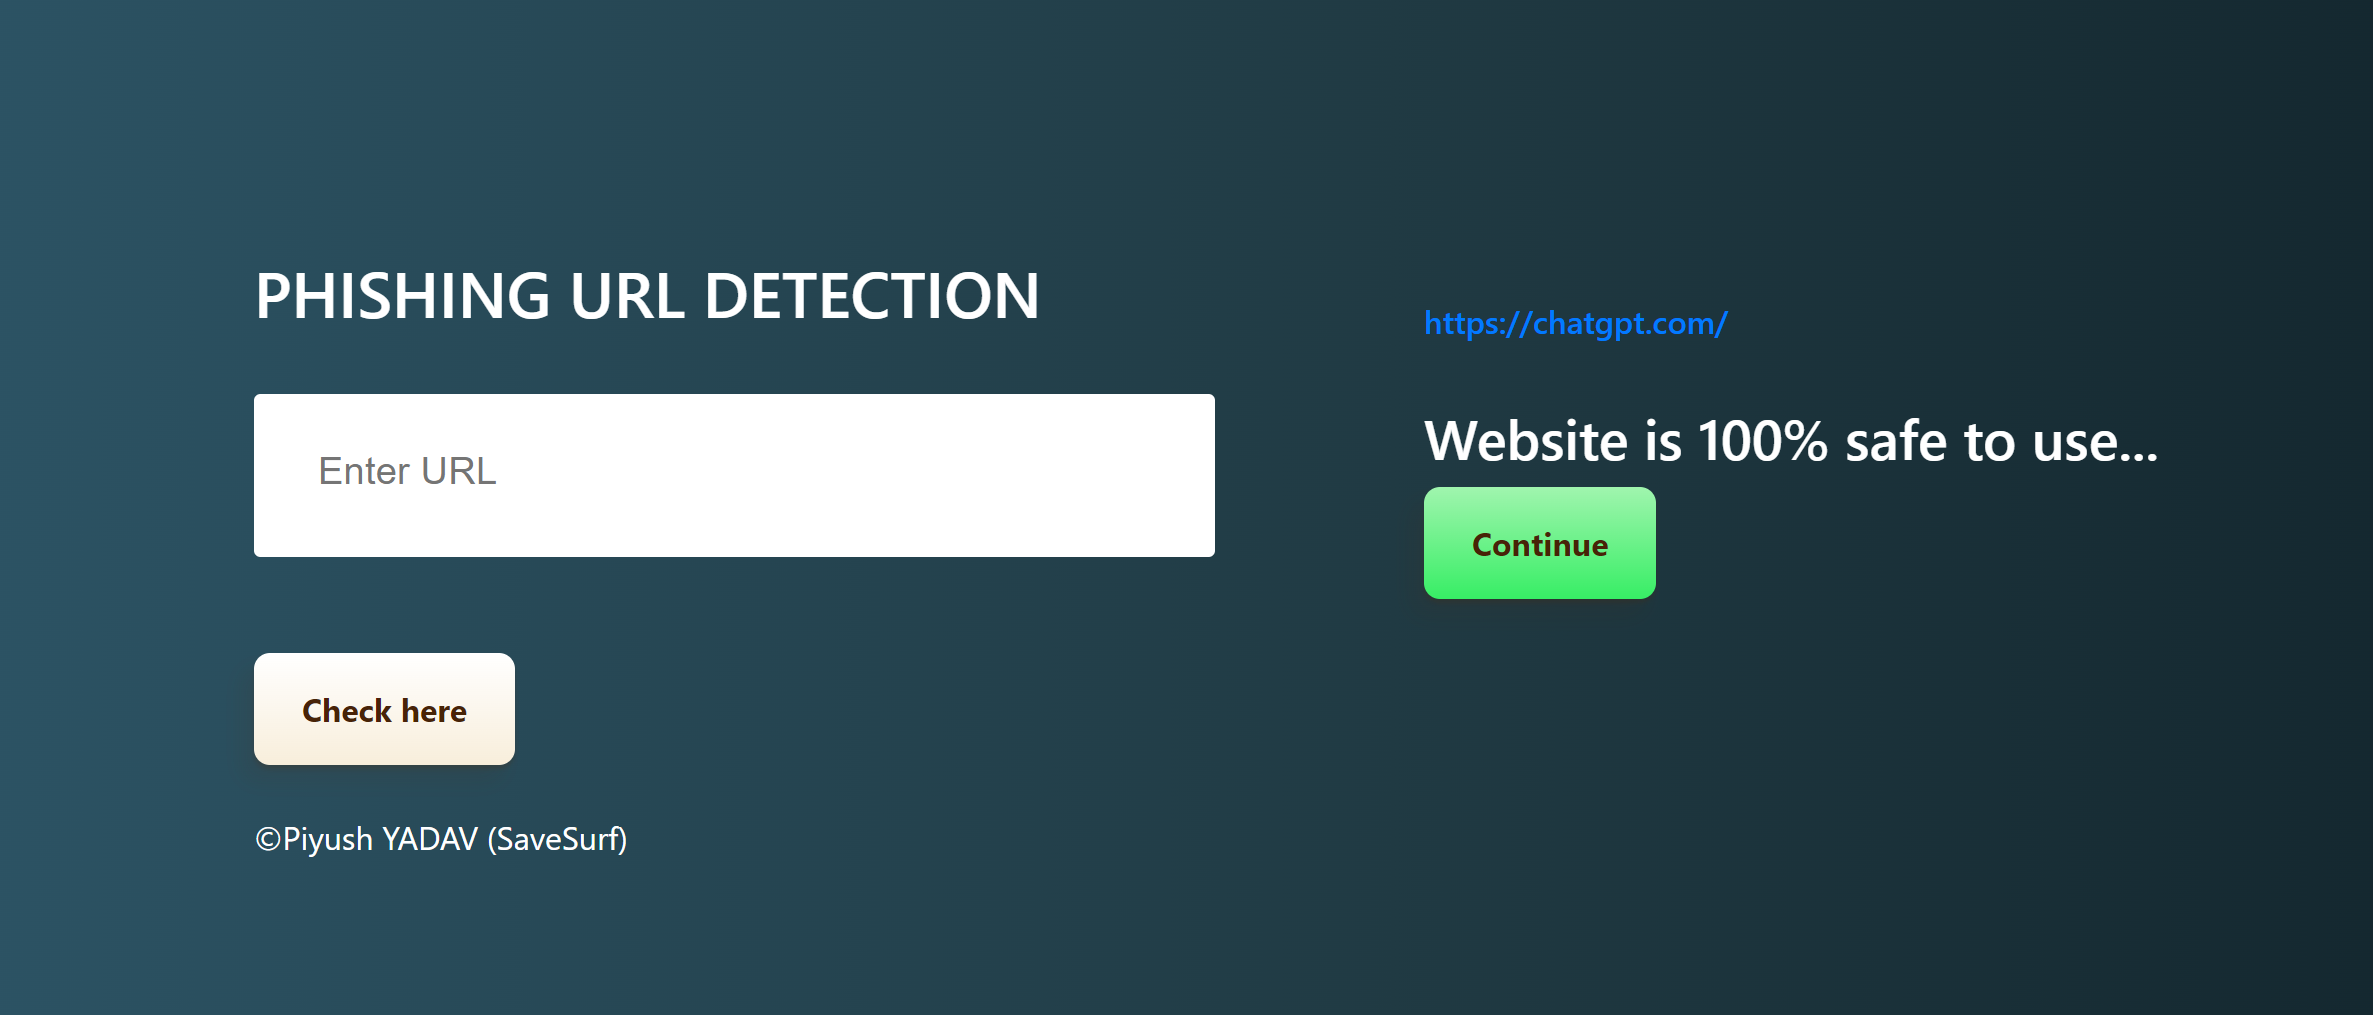 PHISHING URL DETECTION
Enter URL
Check here
©Piyush YADAV (SaveSurf)
https://chatgpt.com/
Website is 100% safe to use...
Continue